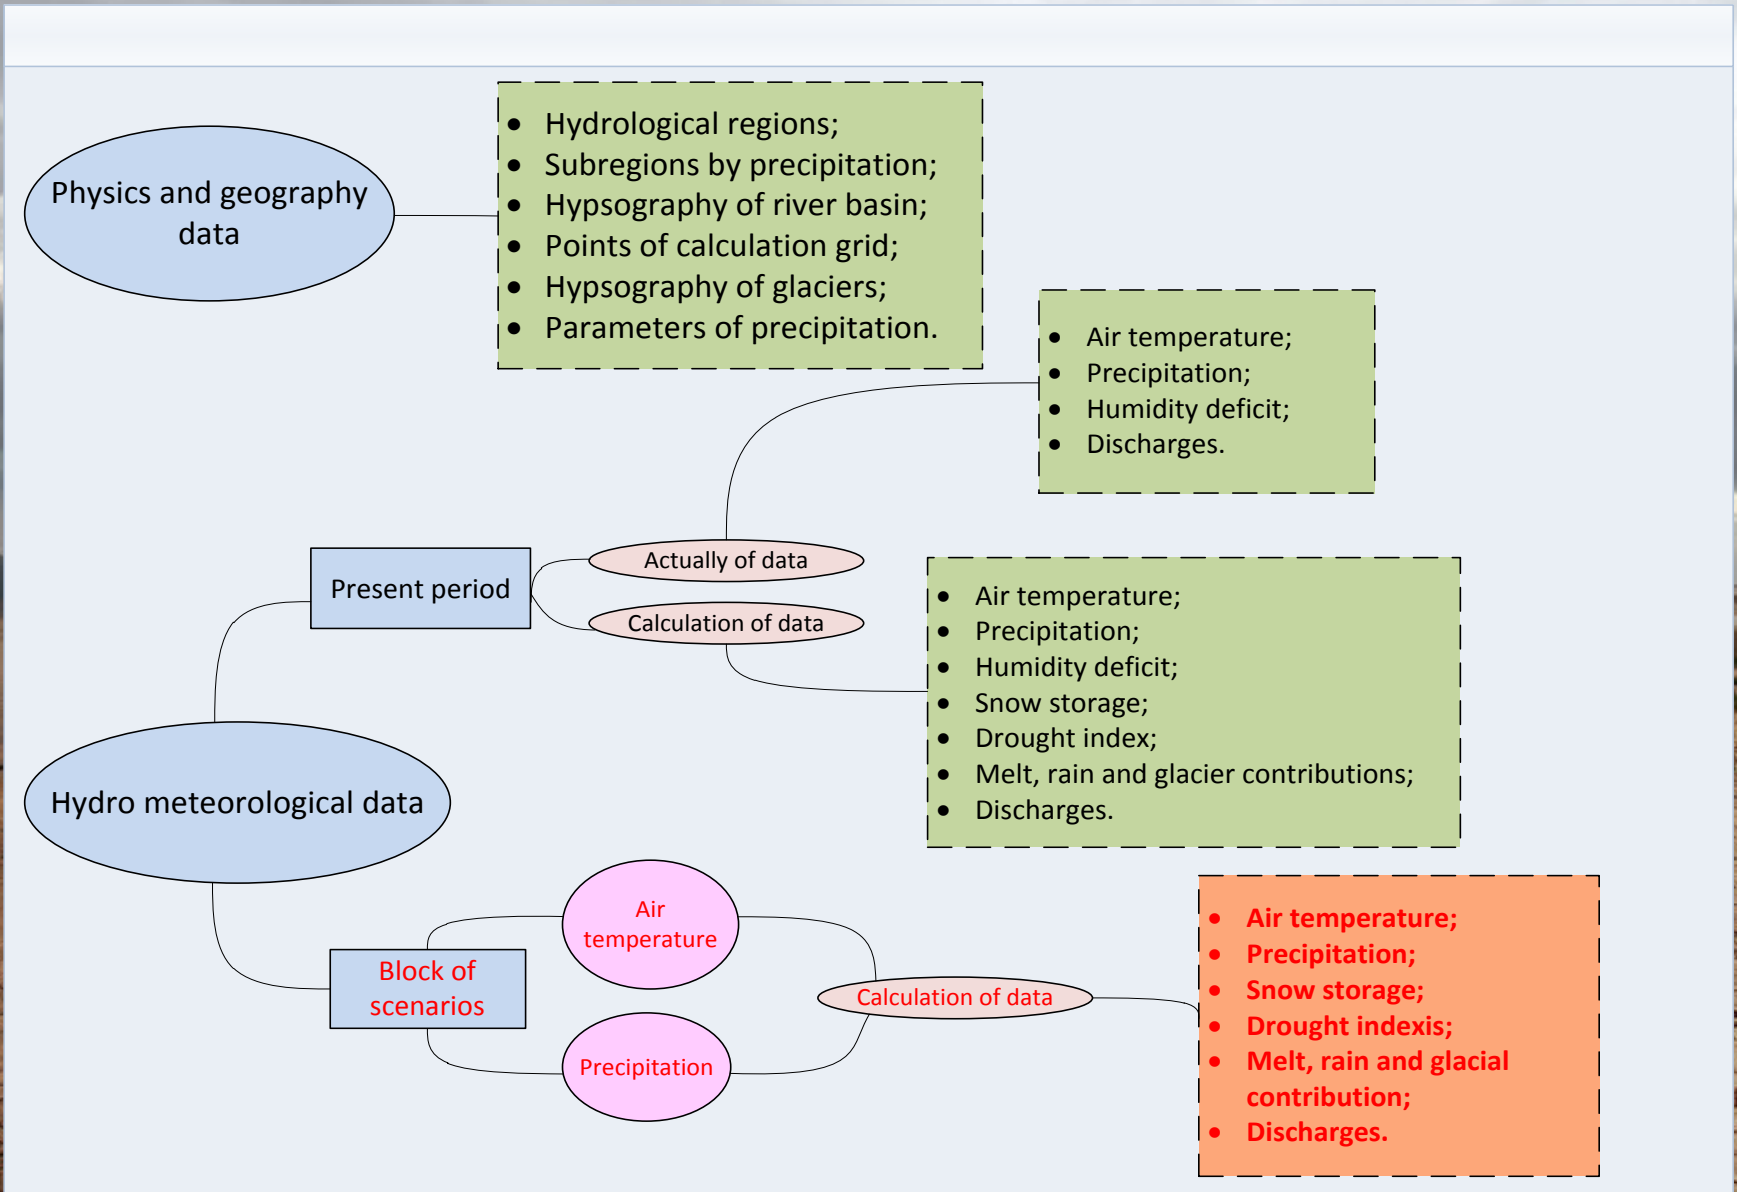 Physics and geography
data
• Hydrological regions;
• Subregions by precipitation;
• Hypsography of river basin;
• Points of calculation grid;
• Hypsography of glaciers;
• Parameters of precipitation.
• Air temperature;
• Precipitation;
• Humidity deficit;
• Discharges.
Present period
Actually of data
Calculation of data
• Air temperature;
• Precipitation;
• Humidity deficit;
• Snow storage;
• Drought index;
• Melt, rain and glacier contributions;
• Discharges.
Hydro meteorological data
Block of
scenarios
Air
temperature
Precipitation
Calculation of data
• Air temperature;
• Precipitation;
• Snow storage;
• Drought indexis;
• Melt, rain and glacial
contribution;
• Discharges.